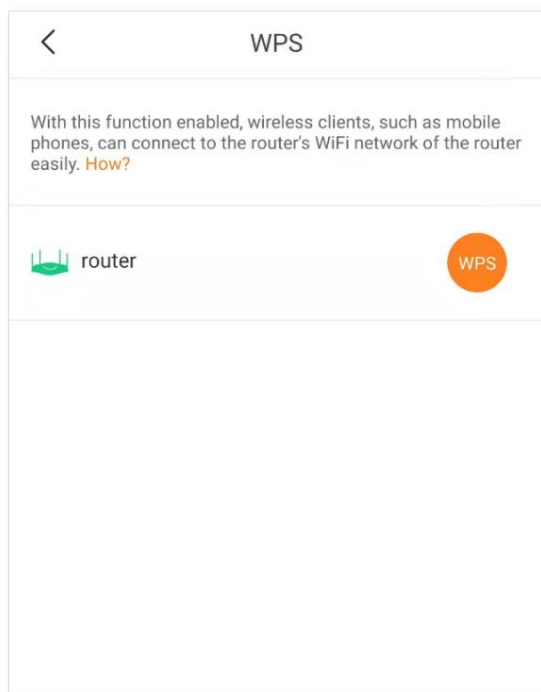 WPS
With this function enabled, wireless clients, such as mobile
phones, can connect to the router's WiFi network of the router
easily. How?
router
WPS